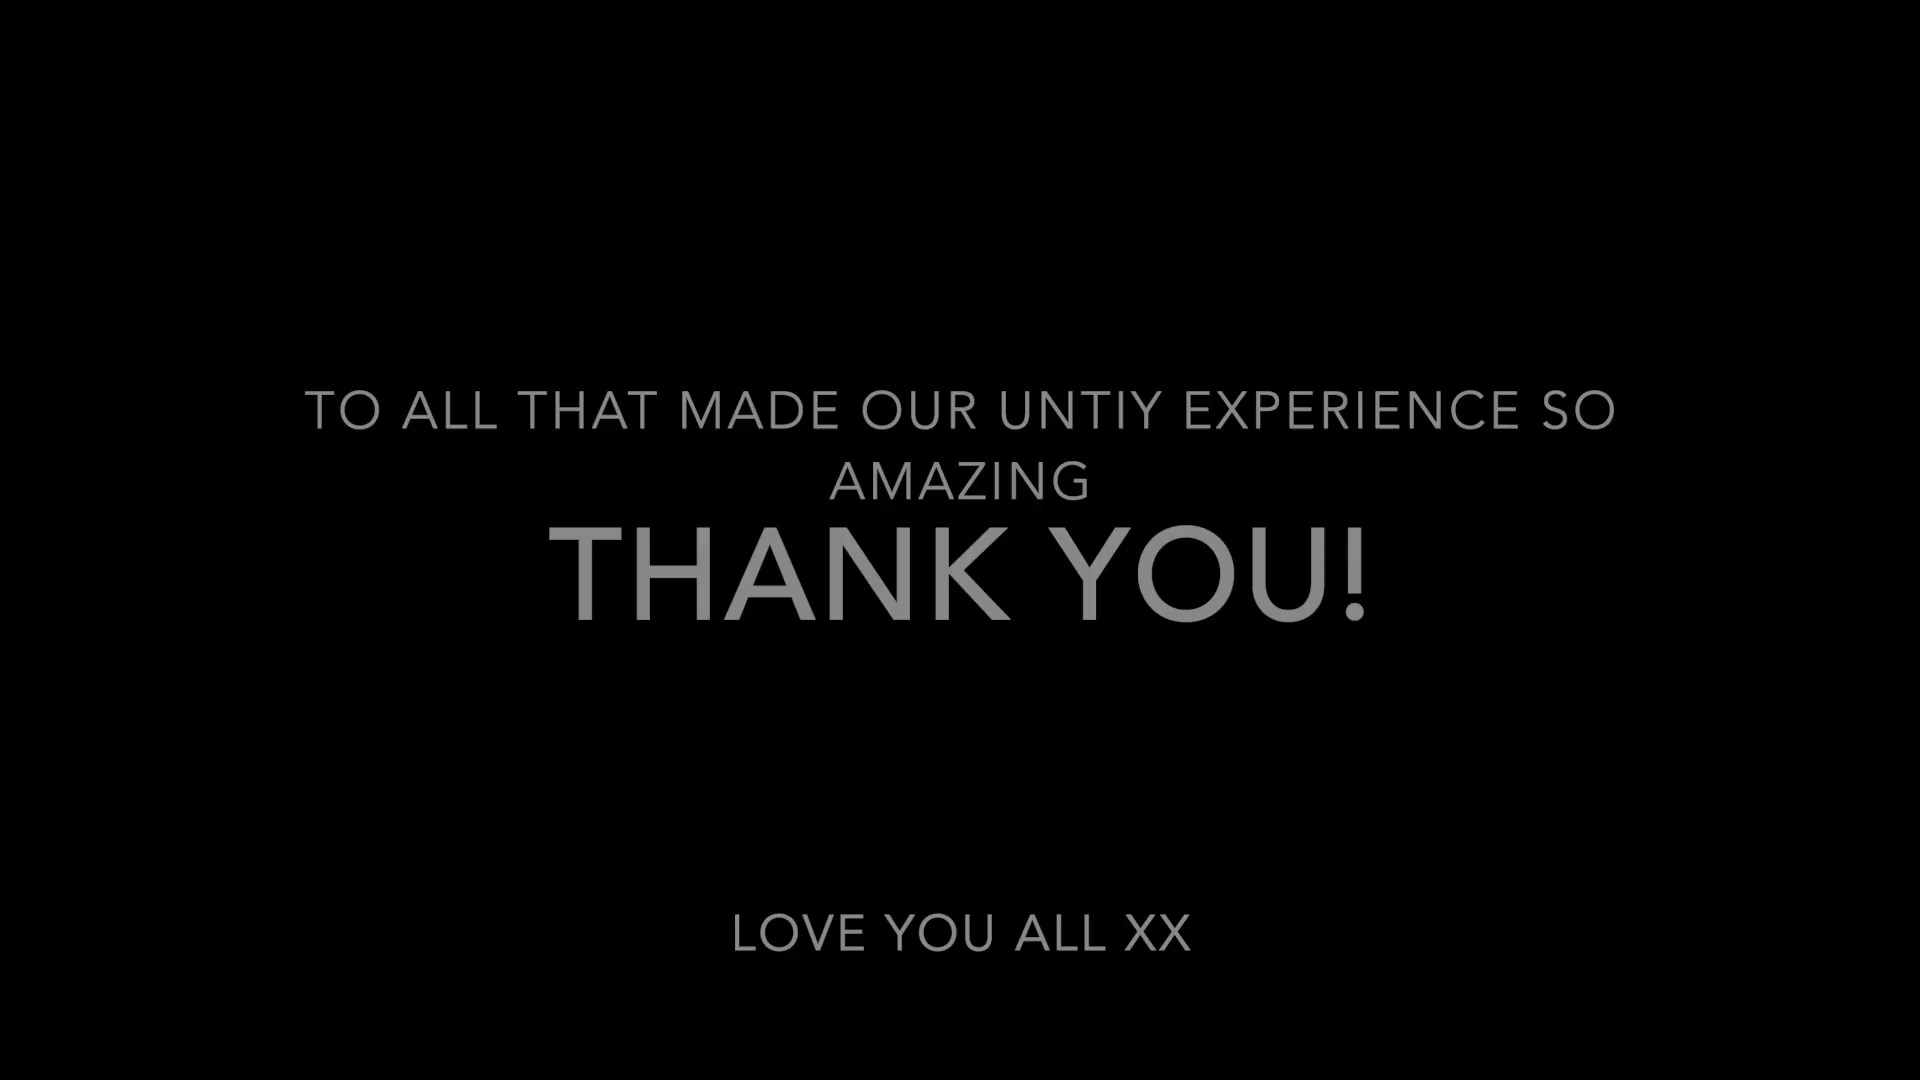 TO ALL THAT MADE OUR UNTIY EXPERIENCE SO
AMAZING
THANK YOU!
LOVE YOU ALL XX